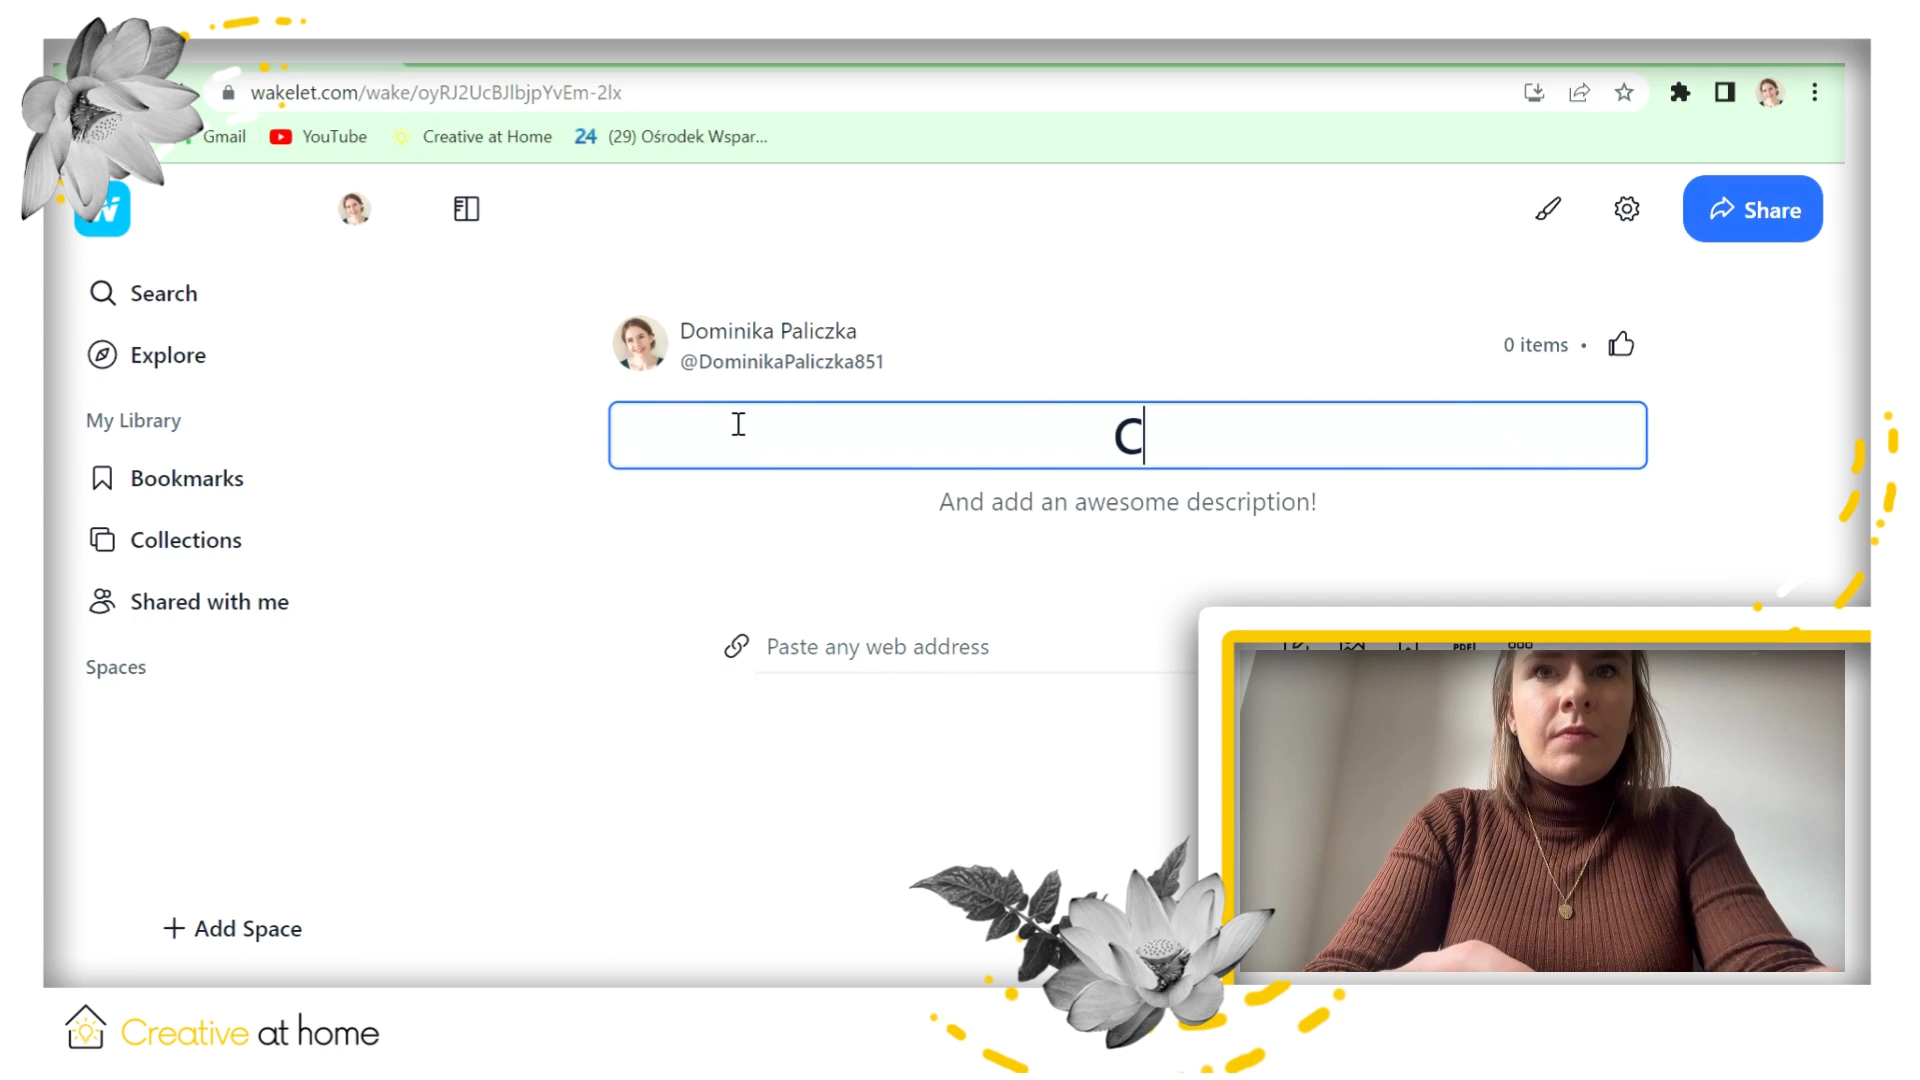 wakelet.com/wake/oyRJ2UcBJlbjpYvEm-2lx
Gmail YouTube Creative at Home 24 (29) Ośrodek Wspar...
Share
Search
Explore
My Library
Bookmarks
Collections
Shared with me
Spaces
Add Space
Dominika Paliczka
@DominikaPaliczka851
0 items •
C
And add an awesome description!
Paste any web address
Creative at home